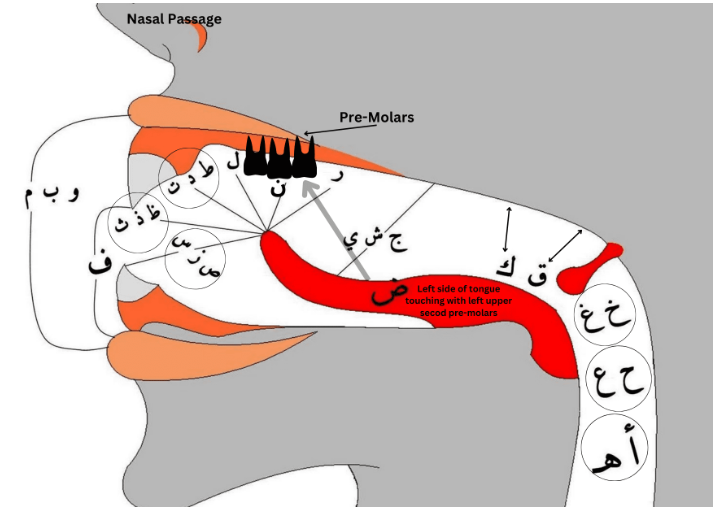 Nasal Passage
Pre-Molars
ل
ر
ن
ط د ت
و ب م
ظ ذ ث
ف
ص ز س
ج ش ي
ك
ق
ض
Left side of tongue
touching with left upper
secod pre-molars
خ غ
ح ع
أ هـ